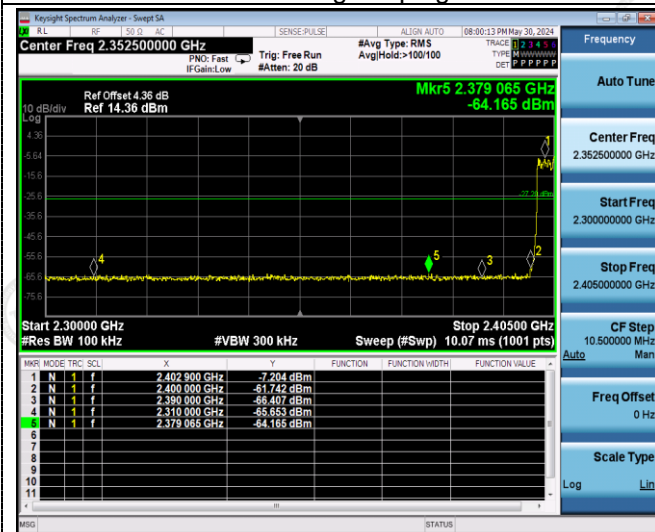 Keysight Spectrum Analyzer - Swept SA
RL RF 50 Ω AC SENSE:PULSE ALIGN AUTO 08:00:13 PM May 30, 2024
Center Freq 2.352500000 GHz
PNO: Fast
IFGain:Low
Trig: Free Run
#Atten: 20 dB
#Avg Type: RMS
Avg|Hold:>100/100
TRACE 1 2 3 4 5 6
TYPE MWWWWW
DET P P P P P P
Ref Offset 4.36 dB
10 dB/div Ref 14.36 dBm
Log
Mkr5 2.379 065 GHz
-64.165 dBm
4.36
-5.64
-15.6
-25.6
-35.6
-45.6
-55.6
-65.6
-75.6
1
2
3
4
5
Start 2.30000 GHz Stop 2.40500 GHz
#Res BW 100 kHz #VBW 300 kHz Sweep (#Swp) 10.07 ms (1001 pts)
MKR MODE TRC SCL X Y FUNCTION FUNCTION WIDTH FUNCTION VALUE
1 N 1 f 2.402 900 GHz -7.204 dBm
2 N 1 f 2.400 000 GHz -61.742 dBm
3 N 1 f 2.390 000 GHz -66.407 dBm
4 N 1 f 2.310 000 GHz -65.653 dBm
5 N 1 f 2.379 065 GHz -64.165 dBm
6
7
8
9
10
11
MSG STATUS
Frequency
Auto Tune
Center Freq
2.352500000 GHz
Start Freq
2.300000000 GHz
Stop Freq
2.405000000 GHz
CF Step
10.500000 MHz
Auto Man
Freq Offset
0 Hz
Scale Type
Log Lin